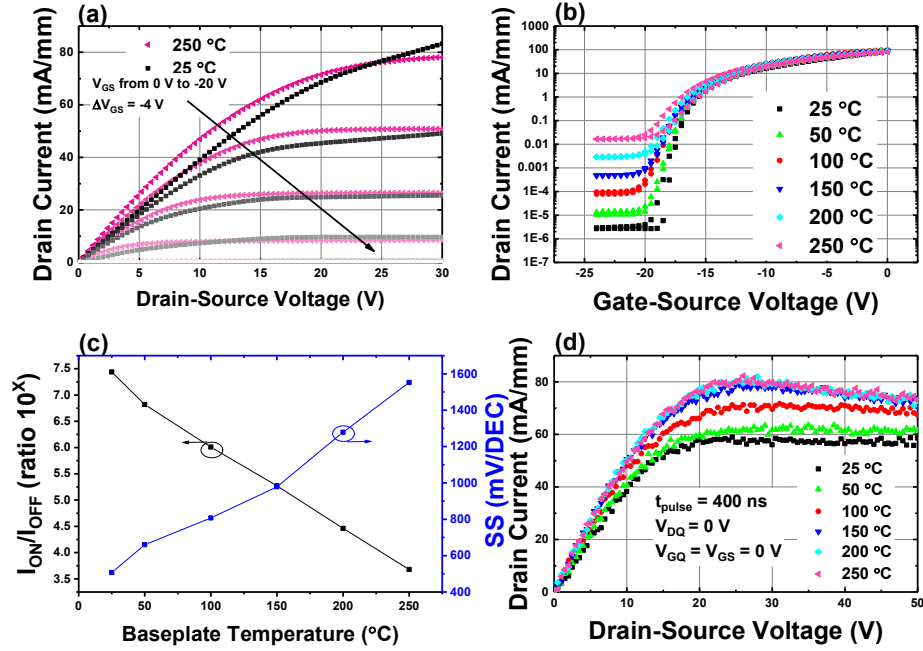 (a)
Drain Current (mA/mm)
80
60
40
20
0
250 °C
25 °C
V_GS from 0 V to -20 V
ΔV_GS = -4 V
0 5 10 15 20 25 30
Drain-Source Voltage (V)
(b)
Drain Current (mA/mm)
1000
100
10
1
0.1
0.01
0.001
1E-4
1E-5
1E-6
1E-7
25 °C
50 °C
100 °C
150 °C
200 °C
250 °C
-25 -20 -15 -10 -5 0
Gate-Source Voltage (V)
(c)
I_ON/I_OFF (ratio 10^X)
7.5
7.0
6.5
6.0
5.5
5.0
4.5
4.0
3.5
1600
1400
1200
1000
800
600
400
SS (mV/DEC)
0 50 100 150 200 250
Baseplate Temperature (°C)
(d)
Drain Current (mA/mm)
80
60
40
20
0
t_pulse = 400 ns
V_DQ = 0 V
V_GQ = V_GS = 0 V
25 °C
50 °C
100 °C
150 °C
200 °C
250 °C
0 10 20 30 40 50
Drain-Source Voltage (V)